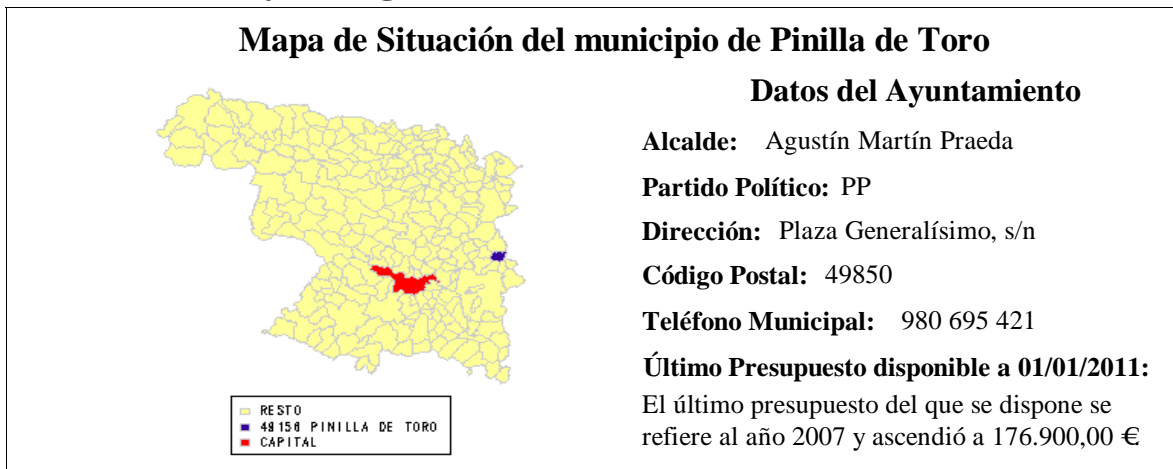 Mapa de Situación del municipio de Pinilla de Toro
Datos del Ayuntamiento
Alcalde: Agustín Martín Praeda
Partido Político: PP
Dirección: Plaza Generalísimo, s/n
Código Postal: 49850
Teléfono Municipal: 980 695 421
Último Presupuesto disponible a 01/01/2011:
El último presupuesto del que se dispone se
refiere al año 2007 y ascendió a 176.900,00 €
RESTO
49156 PINILLA DE TORO
CAPITAL